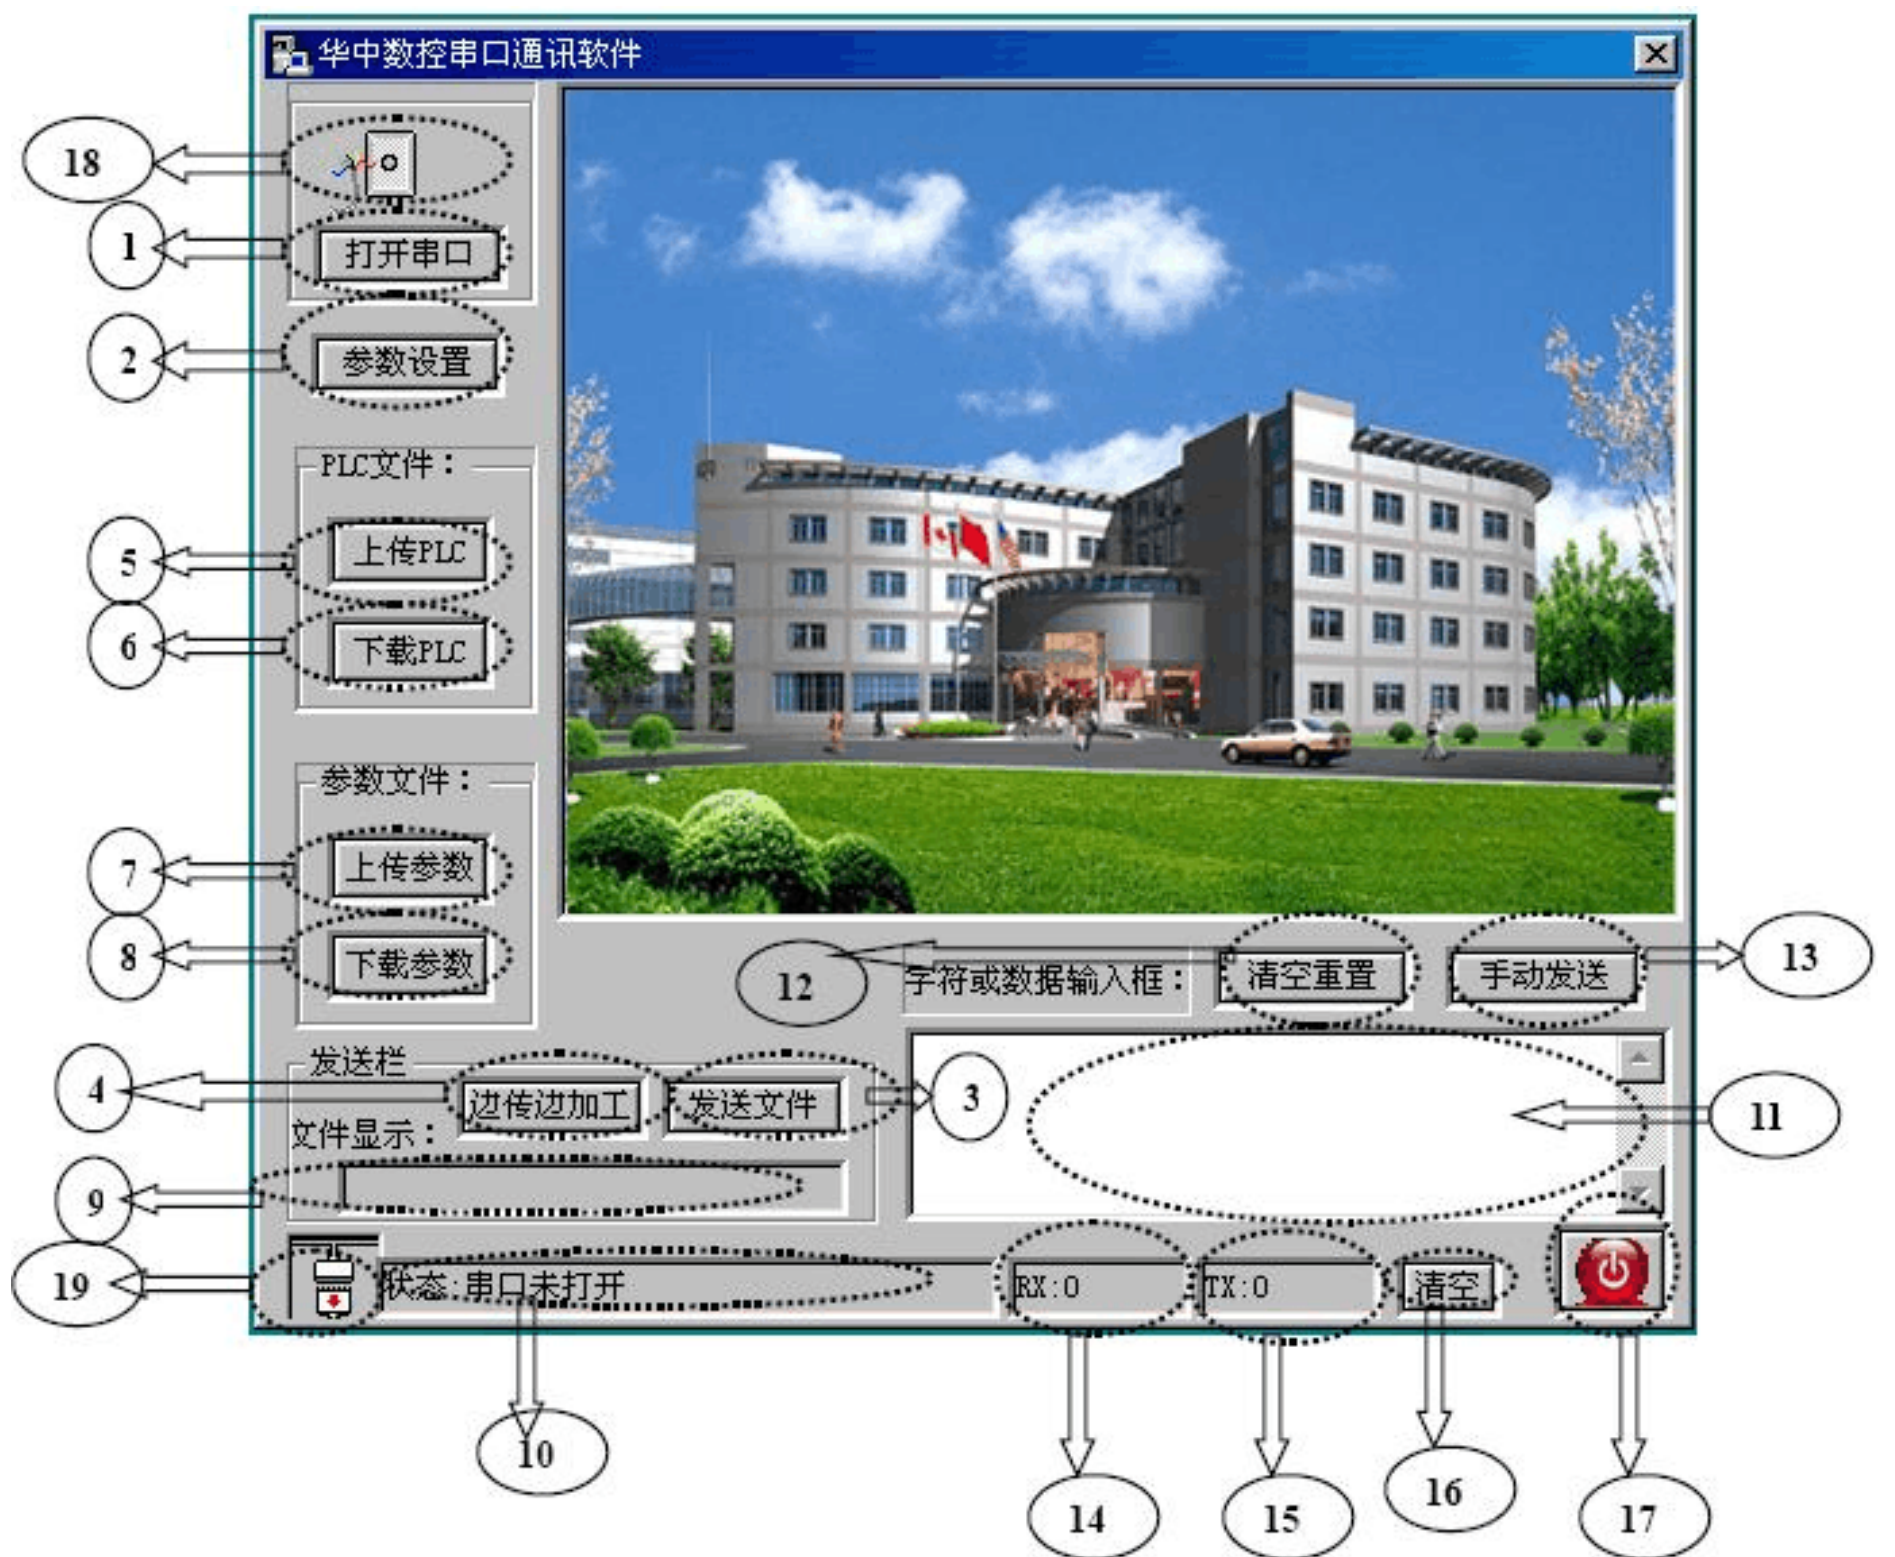 华中数控串口通讯软件
18
1
打开串口
2
参数设置
PLC文件：
5
上传PLC
6
下载PLC
参数文件：
7
上传参数
8
下载参数
12
字符或数据输入框：
清空重置
手动发送
13
发送栏
4
边传边加工
发送文件
3
11
文件显示：
9
19
状态:串口未打开
RX:0
TX:0
清空
10
14
15
16
17